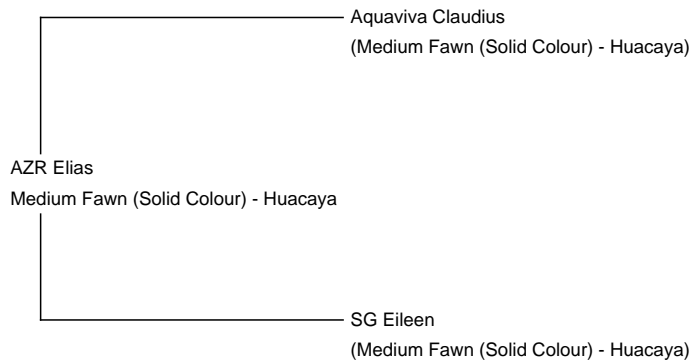 Aquaviva Claudius
(Medium Fawn (Solid Colour) - Huacaya)
AZR Elias
Medium Fawn (Solid Colour) - Huacaya
SG Eileen
(Medium Fawn (Solid Colour) - Huacaya)